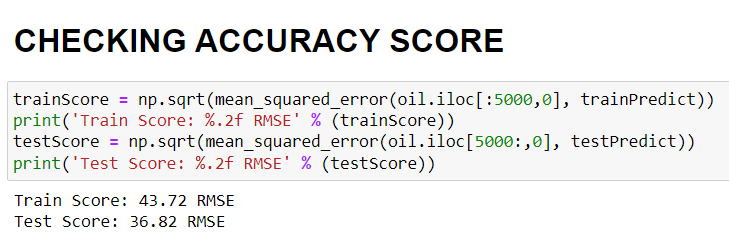 CHECKING ACCURACY SCORE
trainScore = np.sqrt(mean_squared_error(oil.iloc[:5000,0], trainPredict))
print('Train Score: %.2f RMSE' % (trainScore))
testScore = np.sqrt(mean_squared_error(oil.iloc[5000:,0], testPredict))
print('Test Score: %.2f RMSE' % (testScore))
Train Score: 43.72 RMSE
Test Score: 36.82 RMSE